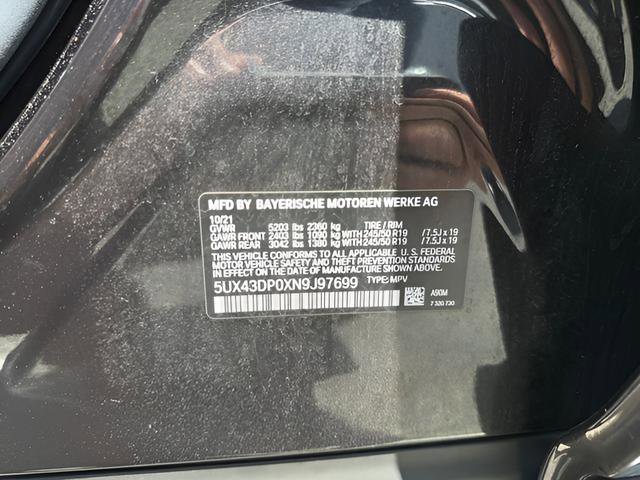 MFD BY BAYERISCHE MOTOREN WERKE AG
10/21
GVWR 5203 lbs 2360 kg TIRE / RIM
GAWR FRONT 2403 lbs 1090 kg WITH 245/50 R19 / 7.5J x 19
GAWR REAR 3042 lbs 1380 kg WITH 245/50 R19 / 7.5J x 19
THIS VEHICLE CONFORMS TO ALL APPLICABLE U.S. FEDERAL
MOTOR VEHICLE SAFETY AND THEFT PREVENTION STANDARDS
IN EFFECT ON THE DATE OF MANUFACTURE SHOWN ABOVE.
5UX43DP0XN9J97699 TYPE: MPV
A90M
7 320 730